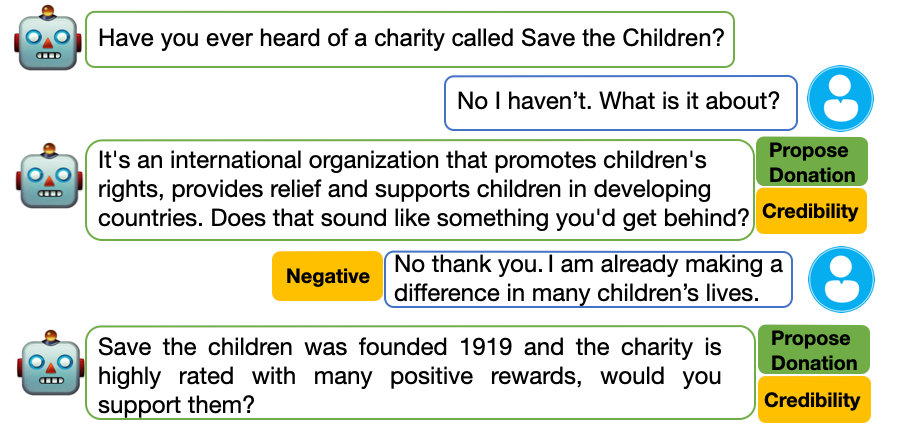 Have you ever heard of a charity called Save the Children?
No I haven’t. What is it about?
It's an international organization that promotes children's
rights, provides relief and supports children in developing
countries. Does that sound like something you'd get behind?
Propose
Donation
Credibility
Negative
No thank you. I am already making a
difference in many children’s lives.
Save the children was founded 1919 and the charity is
highly rated with many positive rewards, would you
support them?
Propose
Donation
Credibility